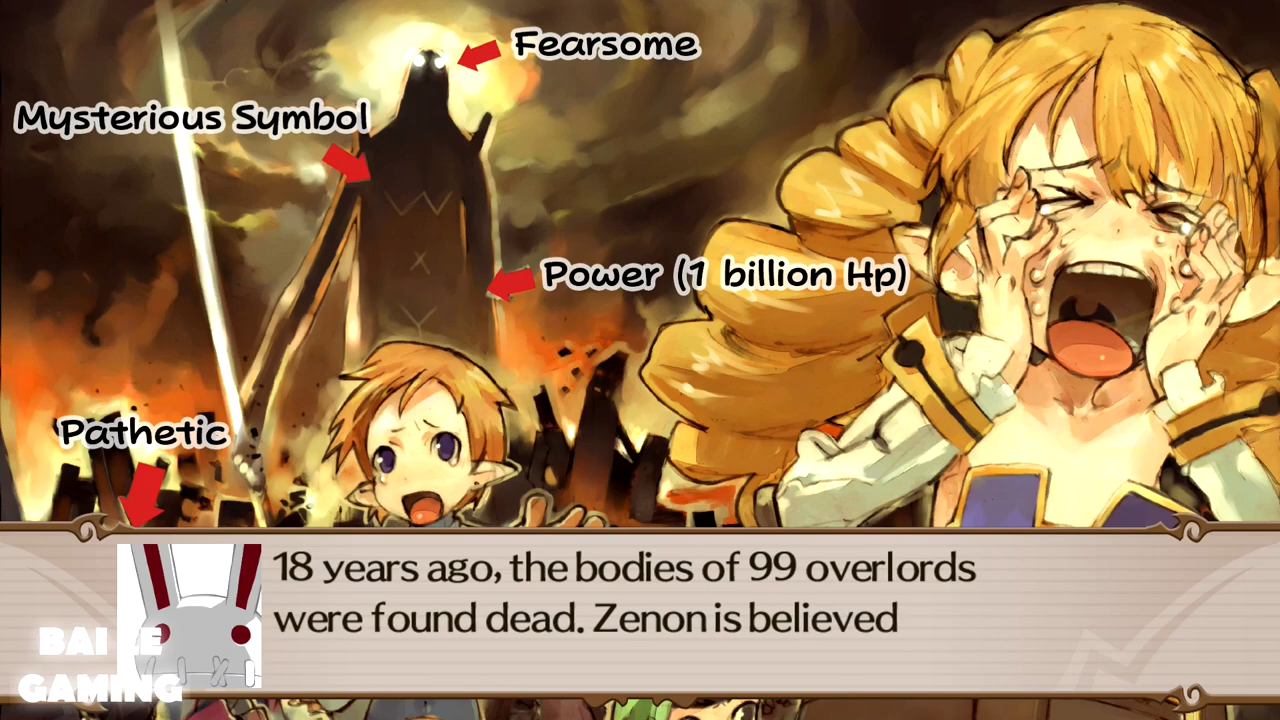 Fearsome
Mysterious Symbol
W
X
Y
Power (1 billion Hp)
Pathetic
18 years ago, the bodies of 99 overlords
were found dead. Zenon is believed
BAI ZE
GAMING